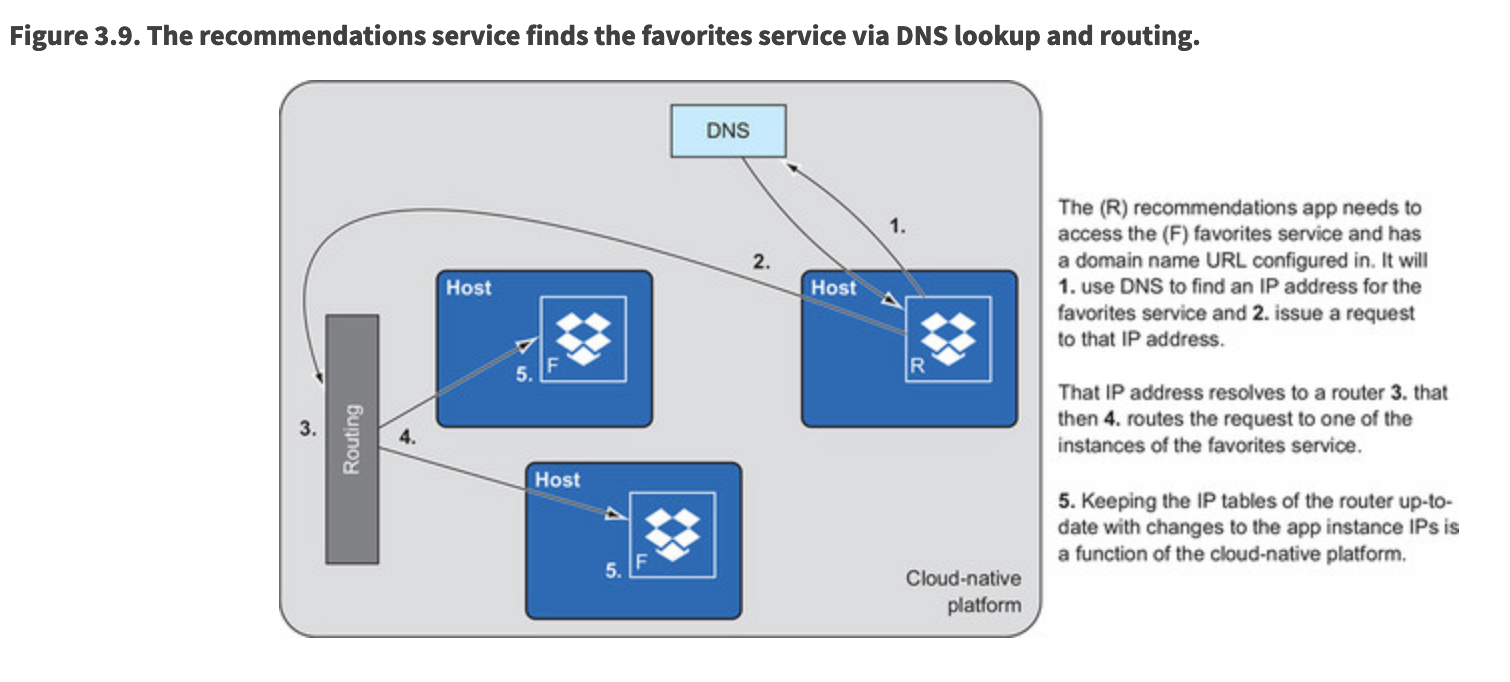 Figure 3.9. The recommendations service finds the favorites service via DNS lookup and routing.
DNS
1.
2.
Host
R
Host
5. F
3.
Routing
4.
Host
5. F
Cloud-native
platform
The (R) recommendations app needs to
access the (F) favorites service and has
a domain name URL configured in. It will
1. use DNS to find an IP address for the
favorites service and 2. issue a request
to that IP address.
That IP address resolves to a router 3. that
then 4. routes the request to one of the
instances of the favorites service.
5. Keeping the IP tables of the router up-to-
date with changes to the app instance IPs is
a function of the cloud-native platform.